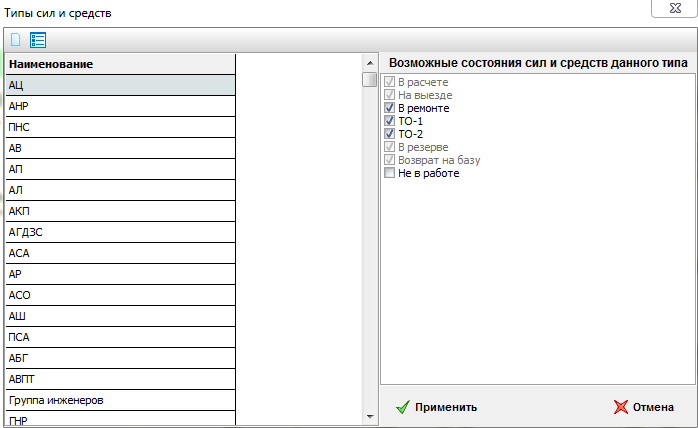 Типы сил и средств
Наименование
АЦ
АНР
ПНС
АВ
АП
АЛ
АКП
АГДЗС
АСА
АР
АСО
АШ
ПСА
АБГ
АВПТ
Группа инженеров
ГНР
Возможные состояния сил и средств данного типа
В расчете
На выезде
В ремонте
ТО-1
ТО-2
В резерве
Возврат на базу
Не в работе
Применить
Отмена